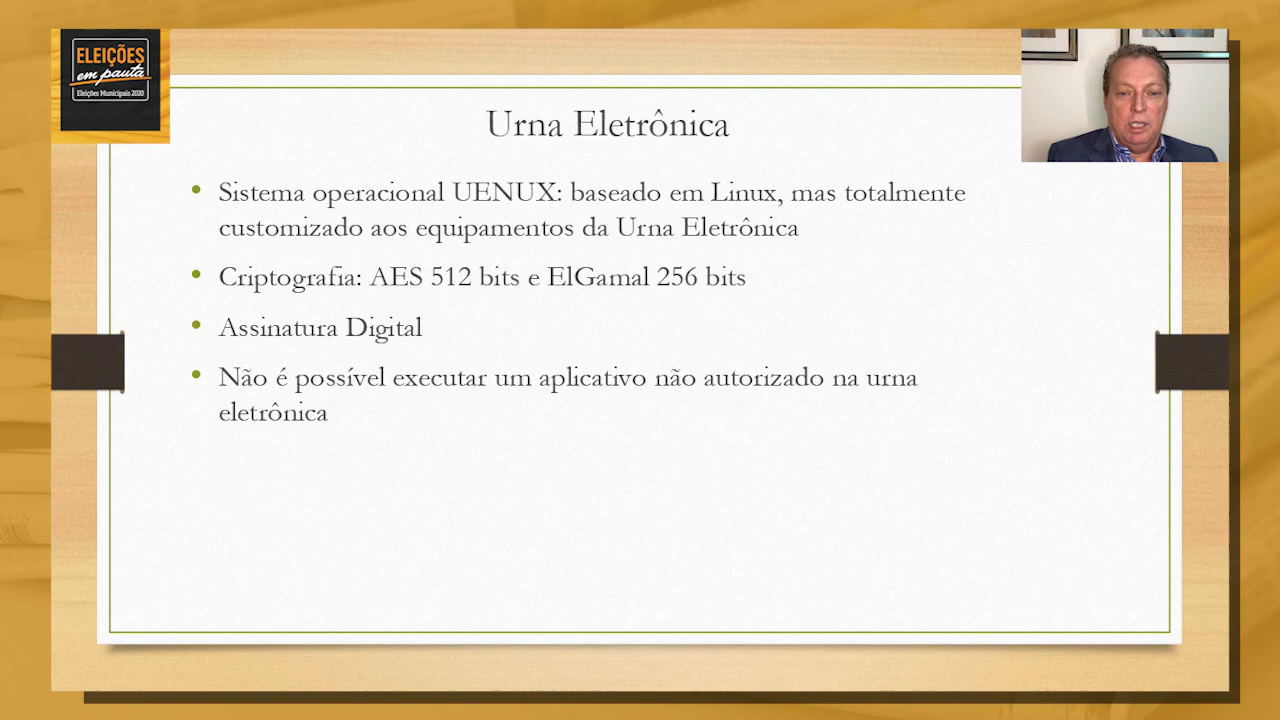 ELEIÇÕES
em pauta
Eleições Municipais 2020
Urna Eletrônica
• Sistema operacional UENUX: baseado em Linux, mas totalmente
customizado aos equipamentos da Urna Eletrônica
• Criptografia: AES 512 bits e ElGamal 256 bits
• Assinatura Digital
• Não é possível executar um aplicativo não autorizado na urna
eletrônica